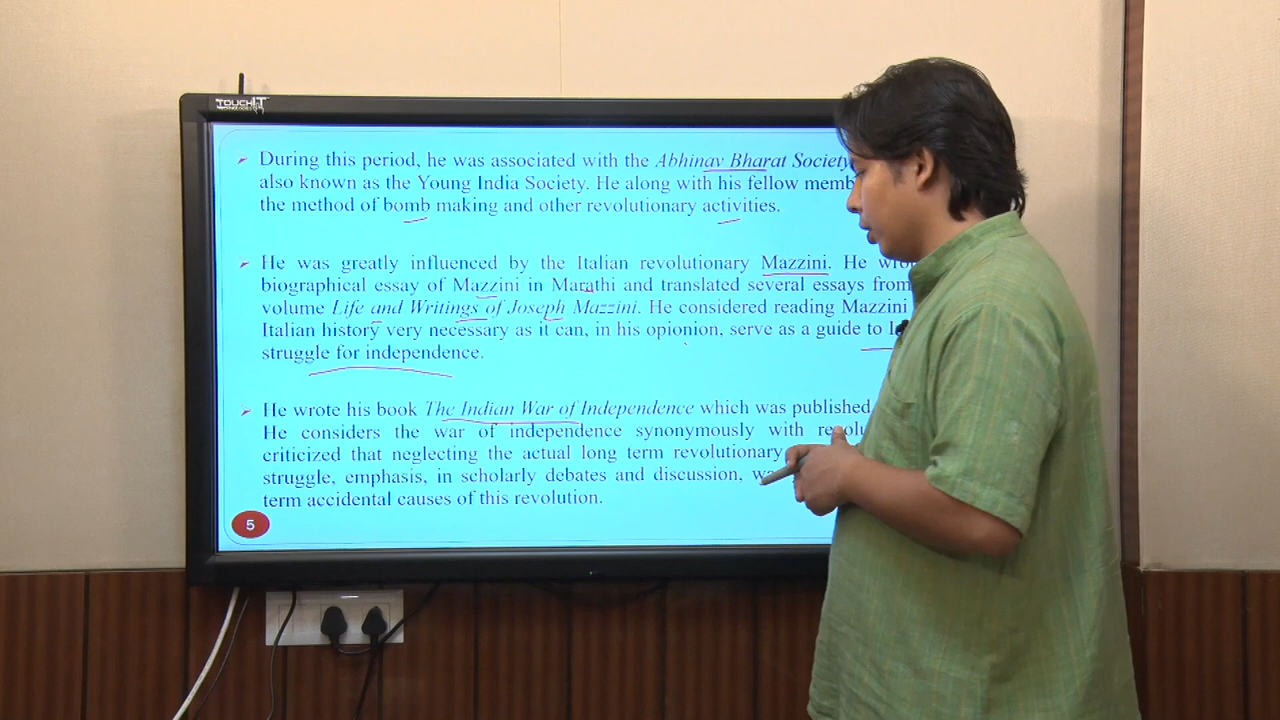 TOUCHIT
TECHNOLOGIES
During this period, he was associated with the Abhinav Bharat Society
also known as the Young India Society. He along with his fellow
the method of bomb making and other revolutionary activities.
He was greatly influenced by the Italian revolutionary Mazzini. He
biographical essay of Mazzini in Marathi and translated several essays from
volume Life and Writings of Joseph Mazzini. He considered reading Mazzini
Italian history very necessary as it can, in his opionion, serve as a guide to
struggle for independence.
He wrote his book The Indian War of Independence which was published
He considers the war of independence synonymously with
criticized that neglecting the actual long term revolutionary
struggle, emphasis, in scholarly debates and discussion,
term accidental causes of this revolution.
5